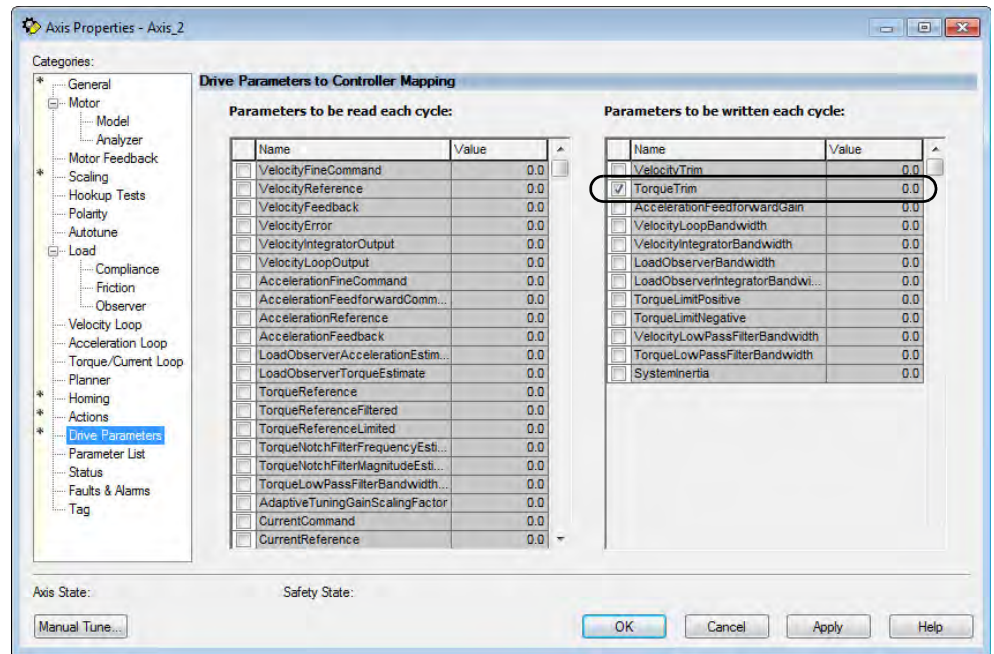 Axis Properties - Axis_2
Categories:
General
Motor
Model
Analyzer
Motor Feedback
Scaling
Hookup Tests
Polarity
Autotune
Load
Compliance
Friction
Observer
Velocity Loop
Acceleration Loop
Torque/Current Loop
Planner
Homing
Actions
Drive Parameters
Parameter List
Status
Faults & Alarms
Tag
Drive Parameters to Controller Mapping
Parameters to be read each cycle:
Name Value
VelocityFineCommand 0.0
VelocityReference 0.0
VelocityFeedback 0.0
VelocityError 0.0
VelocityIntegratorOutput 0.0
VelocityLoopOutput 0.0
AccelerationFineCommand 0.0
AccelerationFeedforwardComm... 0.0
AccelerationReference 0.0
AccelerationFeedback 0.0
LoadObserverAccelerationEstim... 0.0
LoadObserverTorqueEstimate 0.0
TorqueReference 0.0
TorqueReferenceFiltered 0.0
TorqueReferenceLimited 0.0
TorqueNotchFilterFrequencyEsti... 0.0
TorqueNotchFilterMagnitudeEsti... 0.0
TorqueLowPassFilterBandwidth... 0.0
AdaptiveTuningGainScalingFactor 0.0
CurrentCommand 0.0
CurrentReference 0.0
Parameters to be written each cycle:
Name Value
VelocityTrim 0.0
TorqueTrim 0.0
AccelerationFeedforwardGain 0.0
VelocityLoopBandwidth 0.0
VelocityIntegratorBandwidth 0.0
LoadObserverBandwidth 0.0
LoadObserverIntegratorBandwi... 0.0
TorqueLimitPositive 0.0
TorqueLimitNegative 0.0
VelocityLowPassFilterBandwidth 0.0
TorqueLowPassFilterBandwidth 0.0
SystemInertia 0.0
Axis State:
Safety State:
Manual Tune...
OK
Cancel
Apply
Help